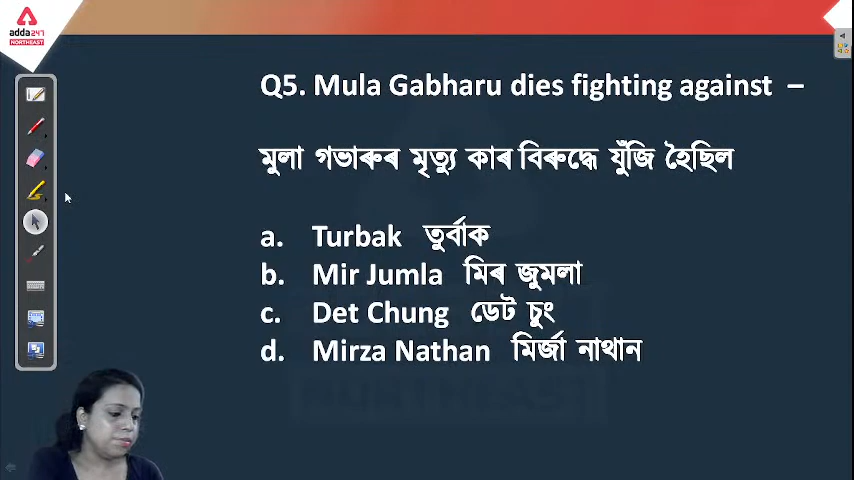 adda247
NORTHEAST
Q5. Mula Gabharu dies fighting against –
মুলা গভাৰুৰ মৃত্যু কাৰ বিৰুদ্ধে যুঁজি হৈছিল
a. Turbak তুৰ্বাক
b. Mir Jumla মিৰ জুমলা
c. Det Chung ডেট চুং
d. Mirza Nathan মিৰ্জা নাথান